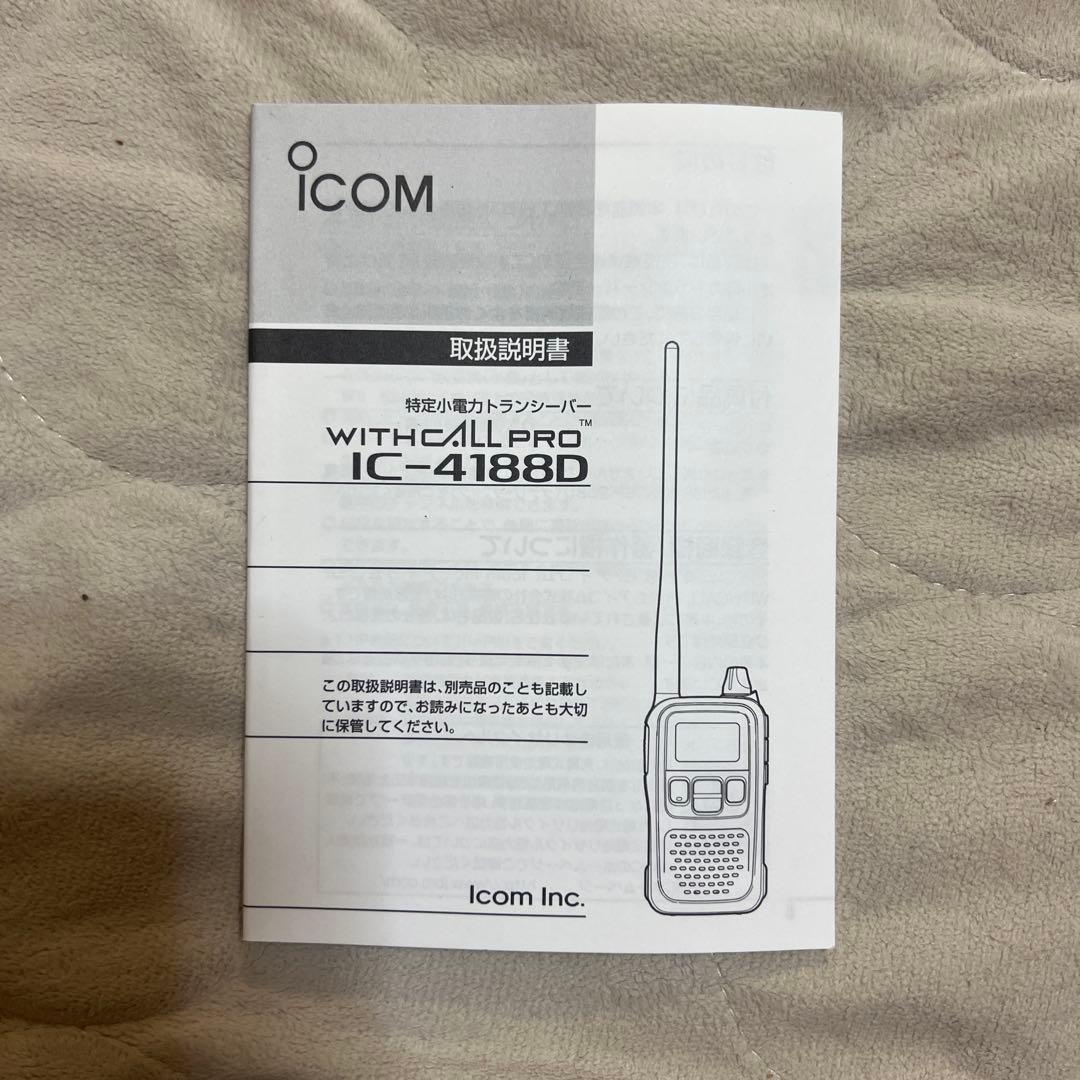 ICOM
取扱説明書
特定小電力トランシーバー
WITHCALL PRO™
IC-4188D
この取扱説明書は、別売品のことも記載し
ていますので、お読みになったあとも大切
に保管してください。
Icom Inc.